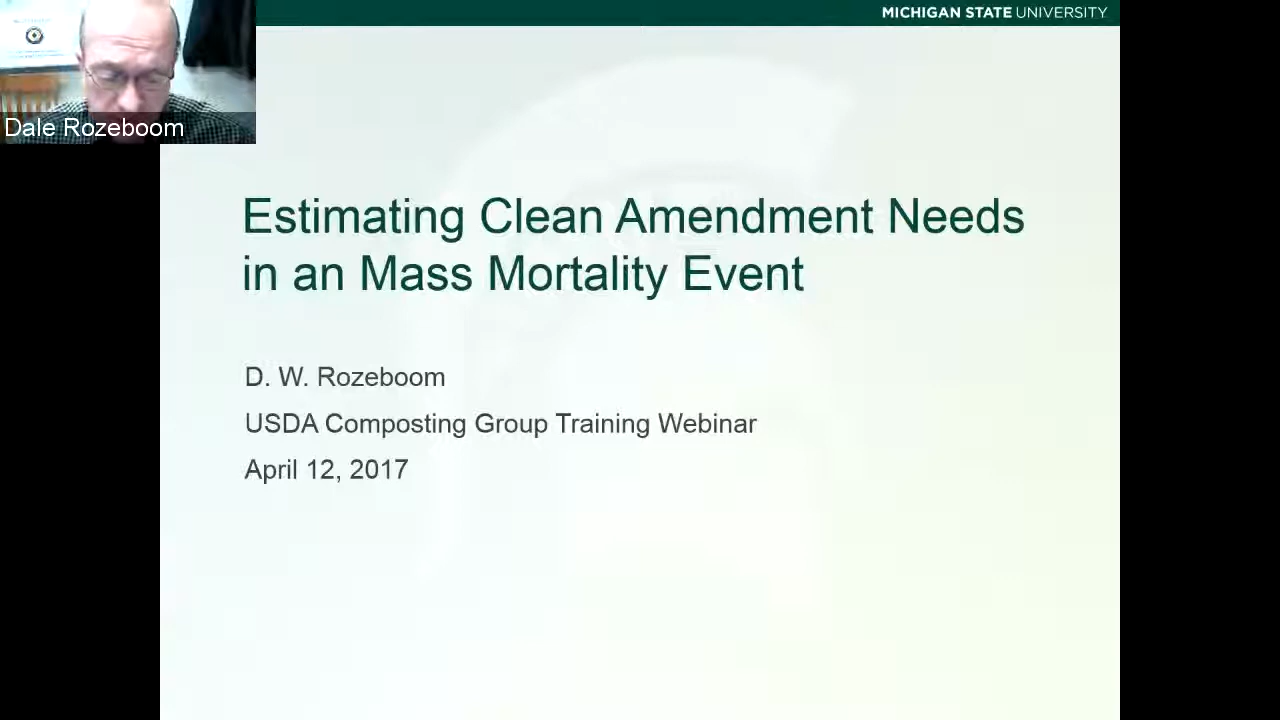 MICHIGAN STATE UNIVERSITY
Dale Rozeboom
Estimating Clean Amendment Needs
in an Mass Mortality Event
D. W. Rozeboom
USDA Composting Group Training Webinar
April 12, 2017